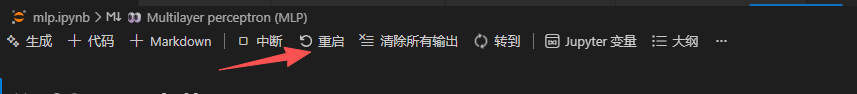 mlp.ipynb > M↓ Multilayer perceptron (MLP)
生成 + 代码 + Markdown | 中断 重启 清除所有输出 转到 | Jupyter 变量 大纲 ···